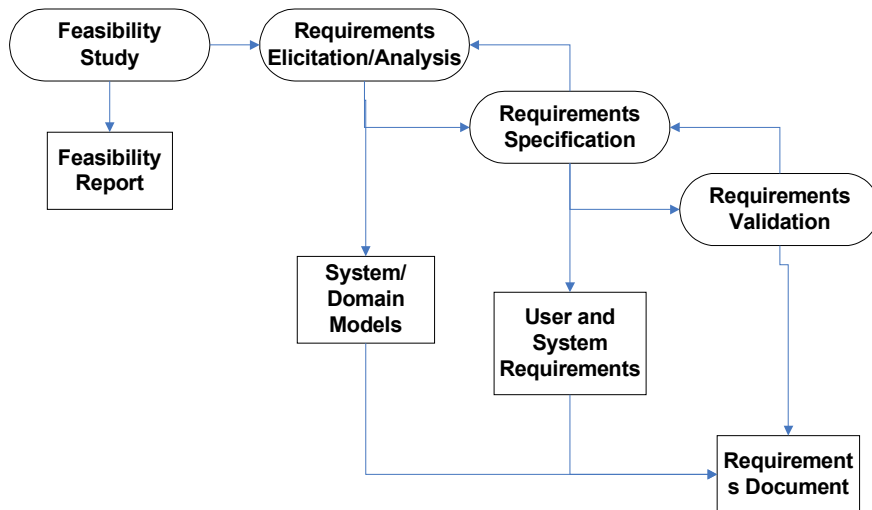 Feasibility
Study
Requirements
Elicitation/Analysis
Requirements
Specification
Feasibility
Report
Requirements
Validation
System/
Domain
Models
User and
System
Requirements
Requirement
s Document